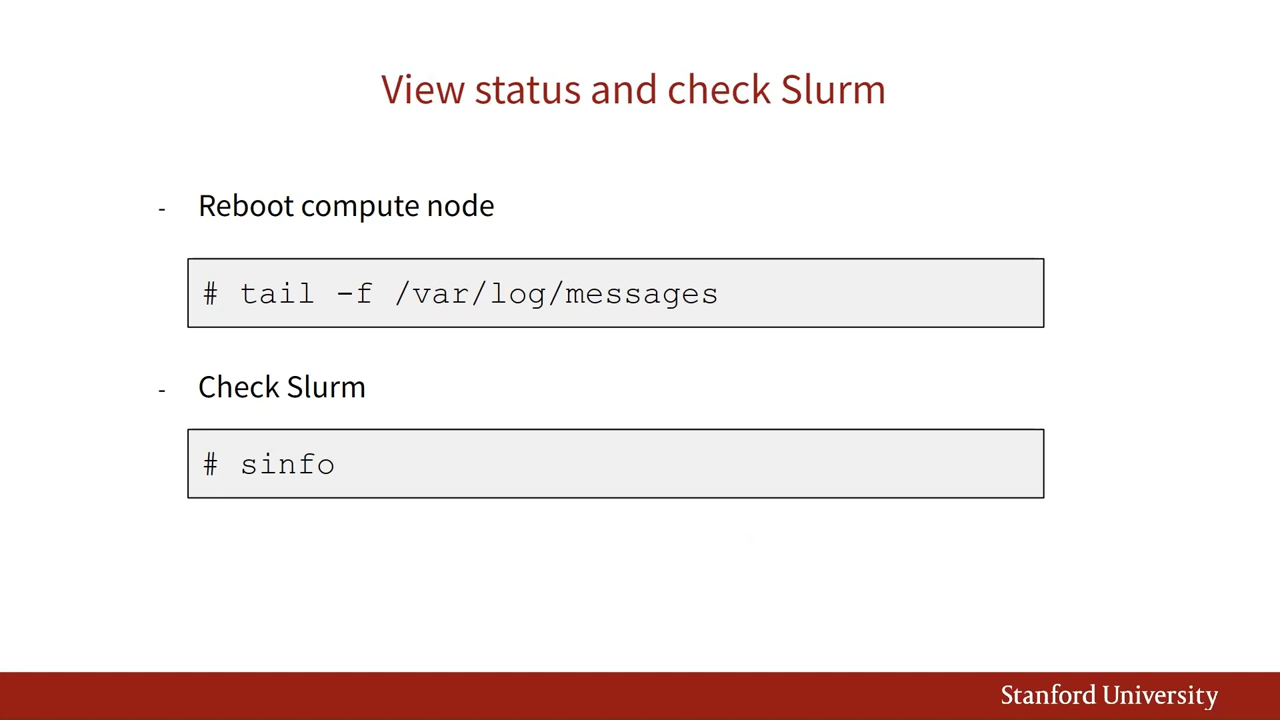 View status and check Slurm
- Reboot compute node
# tail -f /var/log/messages
- Check Slurm
# sinfo
Stanford University